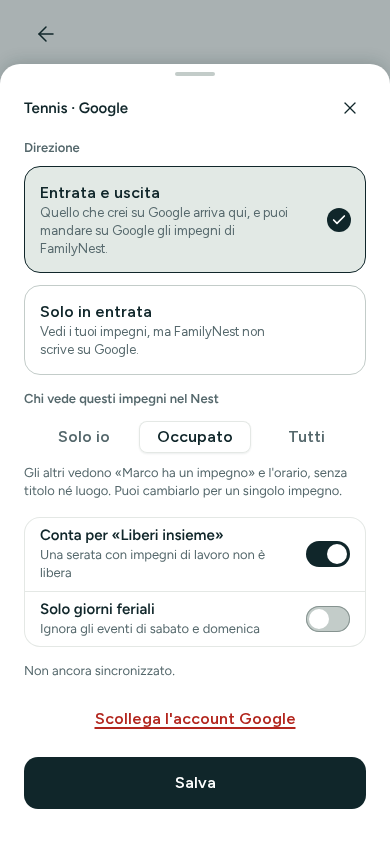 Tennis · Google
Direzione
Entrata e uscita
Quello che crei su Google arriva qui, e puoi
mandare su Google gli impegni di
FamilyNest.
Solo in entrata
Vedi i tuoi impegni, ma FamilyNest non
scrive su Google.
Chi vede questi impegni nel Nest
Solo io
Occupato
Tutti
Gli altri vedono «Marco ha un impegno» e l'orario, senza
titolo né luogo. Puoi cambiarlo per un singolo impegno.
Conta per «Liberi insieme»
Una serata con impegni di lavoro non è
libera
Solo giorni feriali
Ignora gli eventi di sabato e domenica
Non ancora sincronizzato.
Scollega l'account Google
Salva